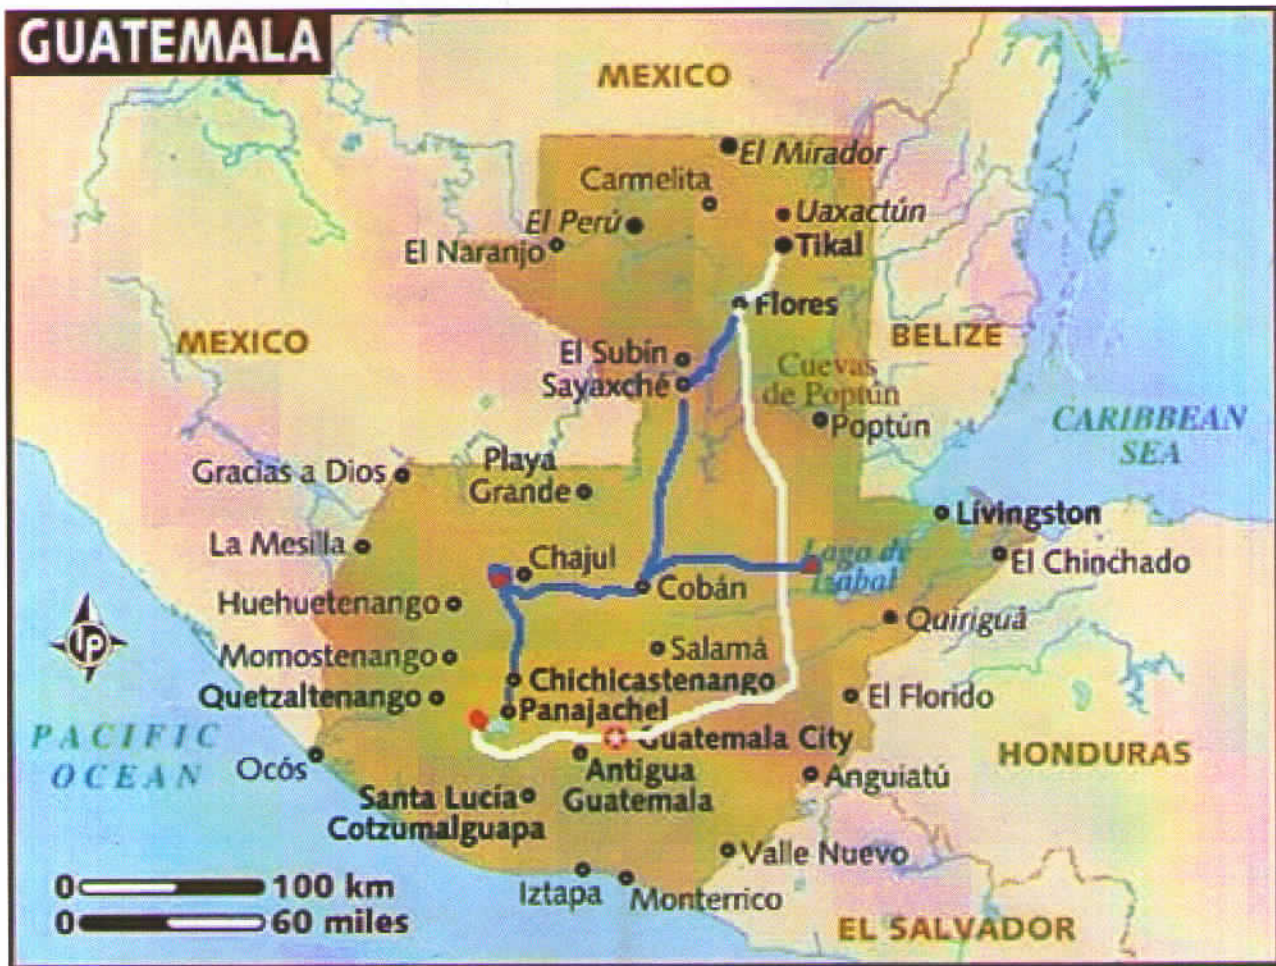 GUATEMALA
MEXICO
El Mirador
Carmelita
Uaxactún
El Perú
El Naranjo
Tikal
Flores
MEXICO
BELIZE
El Subín
Sayaxché
Cuevas
de Poptún
Poptún
CARIBBEAN
SEA
Gracias a Dios
Playa
Grande
Livingston
La Mesilla
Chajul
Lago de
Izabal
El Chinchado
Cobán
Huehuetenango
Quiriguá
LP
Momostenango
Salamá
Quetzaltenango
Chichicastenango
Panajachel
El Florido
PACIFIC
OCEAN
Guatemala City
HONDURAS
Ocós
Antigua
Guatemala
Anguiatú
Santa Lucía
Cotzumalguapa
Valle Nuevo
0 100 km
0 60 miles
Iztapa
Monterrico
EL SALVADOR